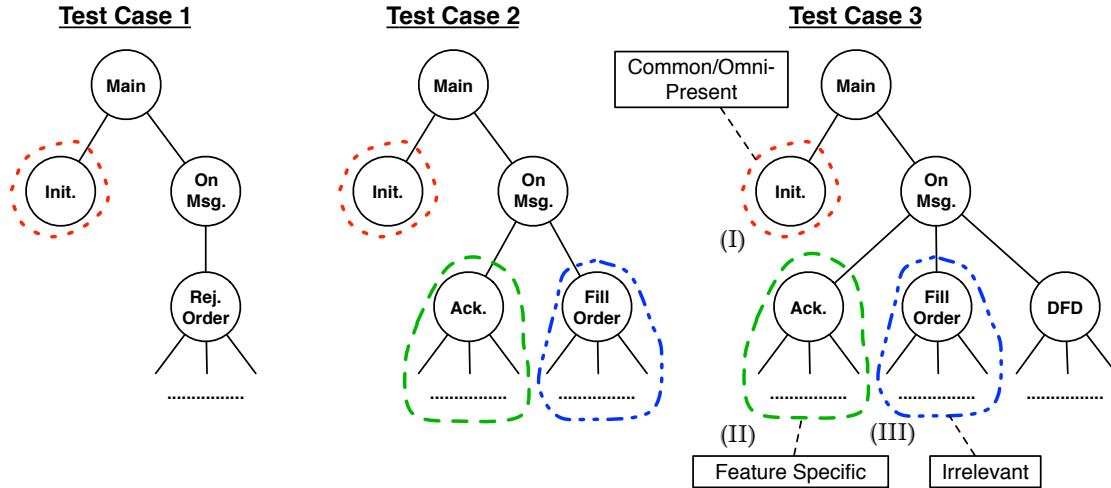 Test Case 1
Test Case 2
Test Case 3
Main
Init.
On
Msg.
Rej.
Order
...............
Main
Init.
On
Msg.
Ack.
Fill
Order
...............
...............
Common/Omni-
Present
Main
Init.
On
Msg.
(I)
Ack.
Fill
Order
DFD
...............
...............
...............
(II)
(III)
Feature Specific
Irrelevant